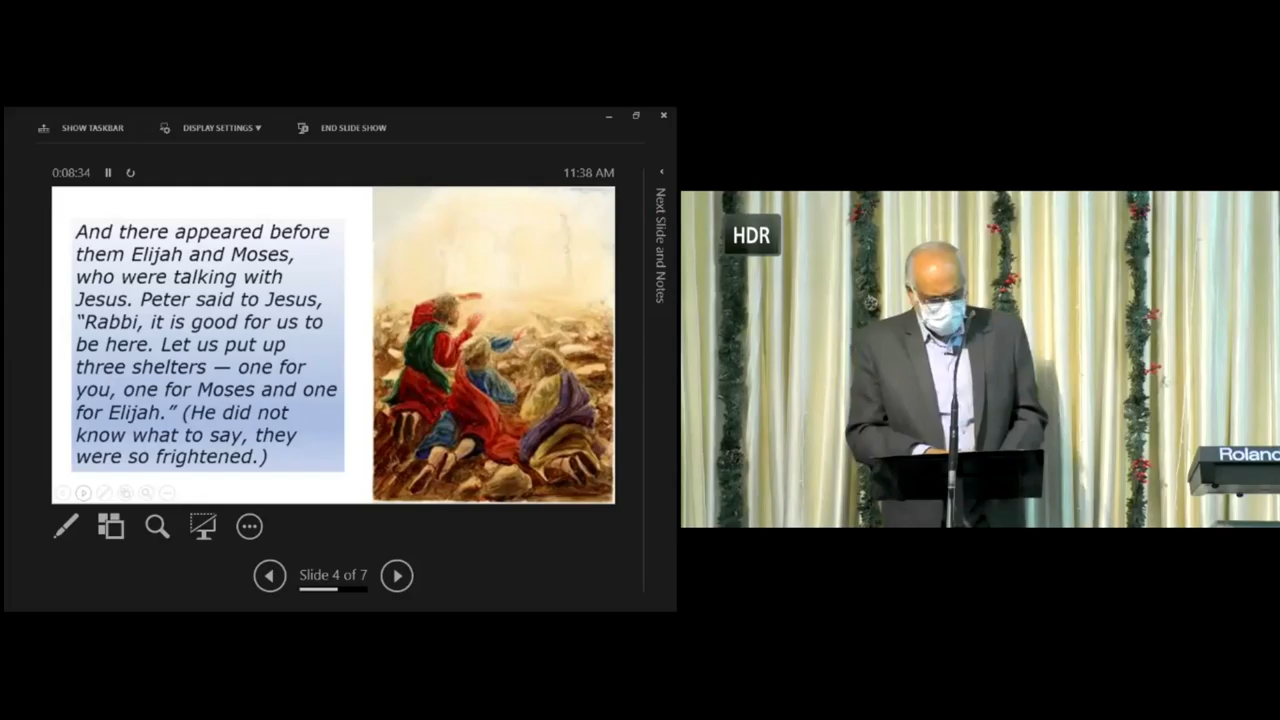 SHOW TASKBAR
DISPLAY SETTINGS ▾
END SLIDE SHOW
0:08:34
11:38 AM
Next Slide and Notes
And there appeared before
them Elijah and Moses,
who were talking with
Jesus. Peter said to Jesus,
“Rabbi, it is good for us to
be here. Let us put up
three shelters — one for
you, one for Moses and one
for Elijah.” (He did not
know what to say, they
were so frightened.)
Slide 4 of 7
HDR
Roland